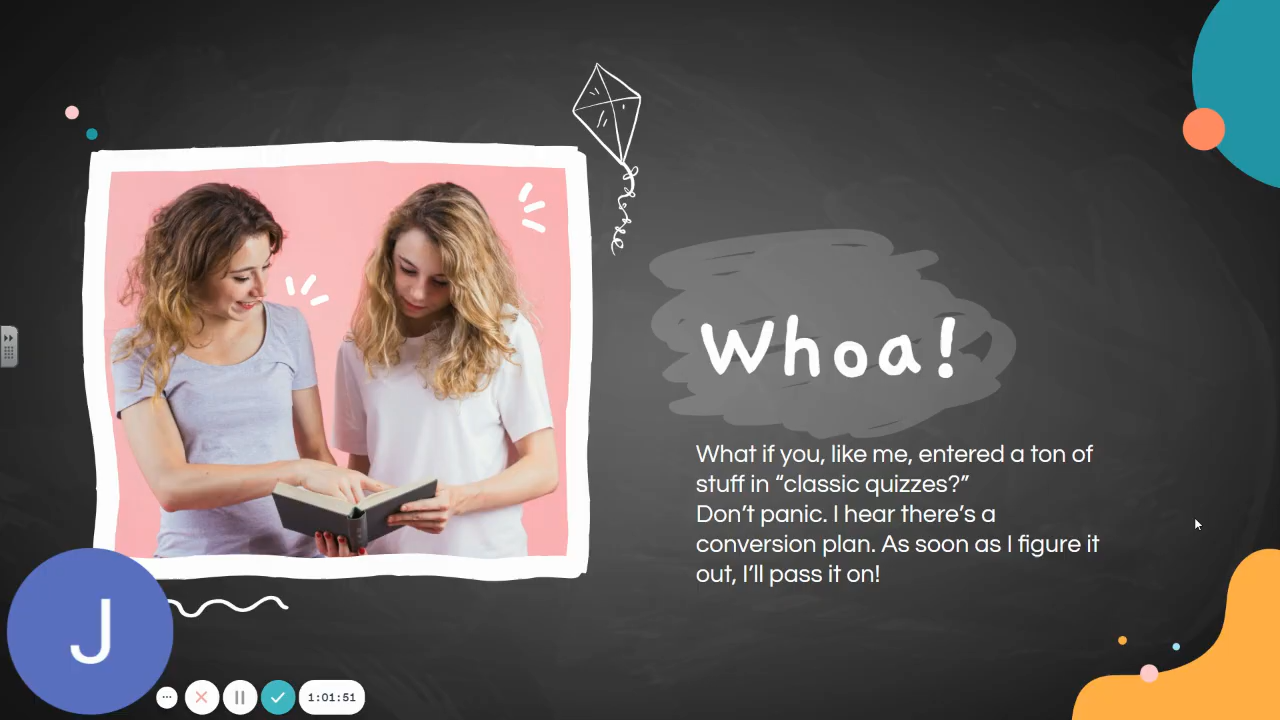 Whoa!
What if you, like me, entered a ton of
stuff in “classic quizzes?”
Don’t panic. I hear there’s a
conversion plan. As soon as I figure it
out, I’ll pass it on!
J
1:01:51